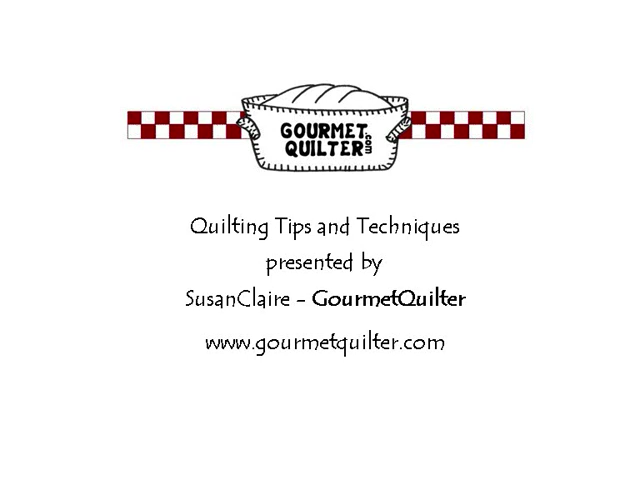 GOURMET
QUILTER.com
Quilting Tips and Techniques
presented by
SusanClaire - GourmetQuilter
www.gourmetquilter.com